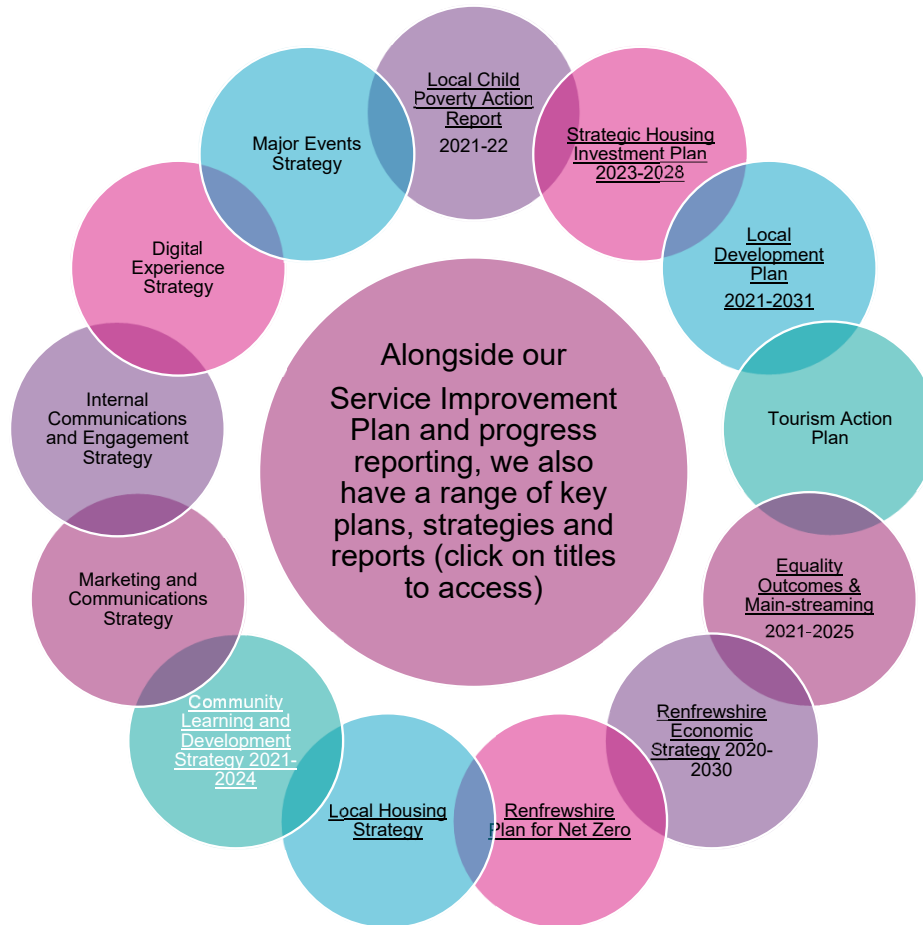 Local Child
Poverty Action
Report
2021-22
Strategic Housing
Investment Plan
2023-2028
Local
Development
Plan
2021-2031
Tourism Action
Plan
Equality
Outcomes &
Main-streaming
2021-2025
Renfrewshire
Economic
Strategy 2020-
2030
Renfrewshire
Plan for Net Zero
Local Housing
Strategy
Community
Learning and
Development
Strategy 2021-
2024
Marketing and
Communications
Strategy
Internal
Communications
and Engagement
Strategy
Digital
Experience
Strategy
Major Events
Strategy
Alongside our
Service Improvement
Plan and progress
reporting, we also
have a range of key
plans, strategies and
reports (click on titles
to access)